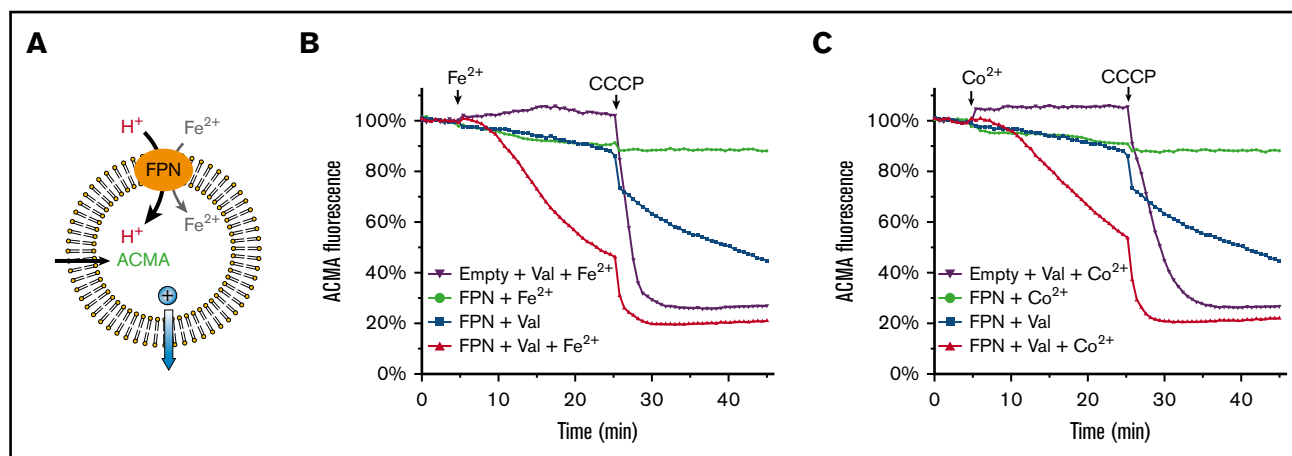 A
H⁺
Fe²⁺
FPN
Fe²⁺
H⁺
ACMA
+
B
Fe²⁺
CCCP
100%
80%
60%
40%
20%
0%
ACMA fluorescence
Empty + Val + Fe²⁺
FPN + Fe²⁺
FPN + Val
FPN + Val + Fe²⁺
0 10 20 30 40
Time (min)
C
Co²⁺
CCCP
100%
80%
60%
40%
20%
0%
ACMA fluorescence
Empty + Val + Co²⁺
FPN + Co²⁺
FPN + Val
FPN + Val + Co²⁺
0 10 20 30 40
Time (min)